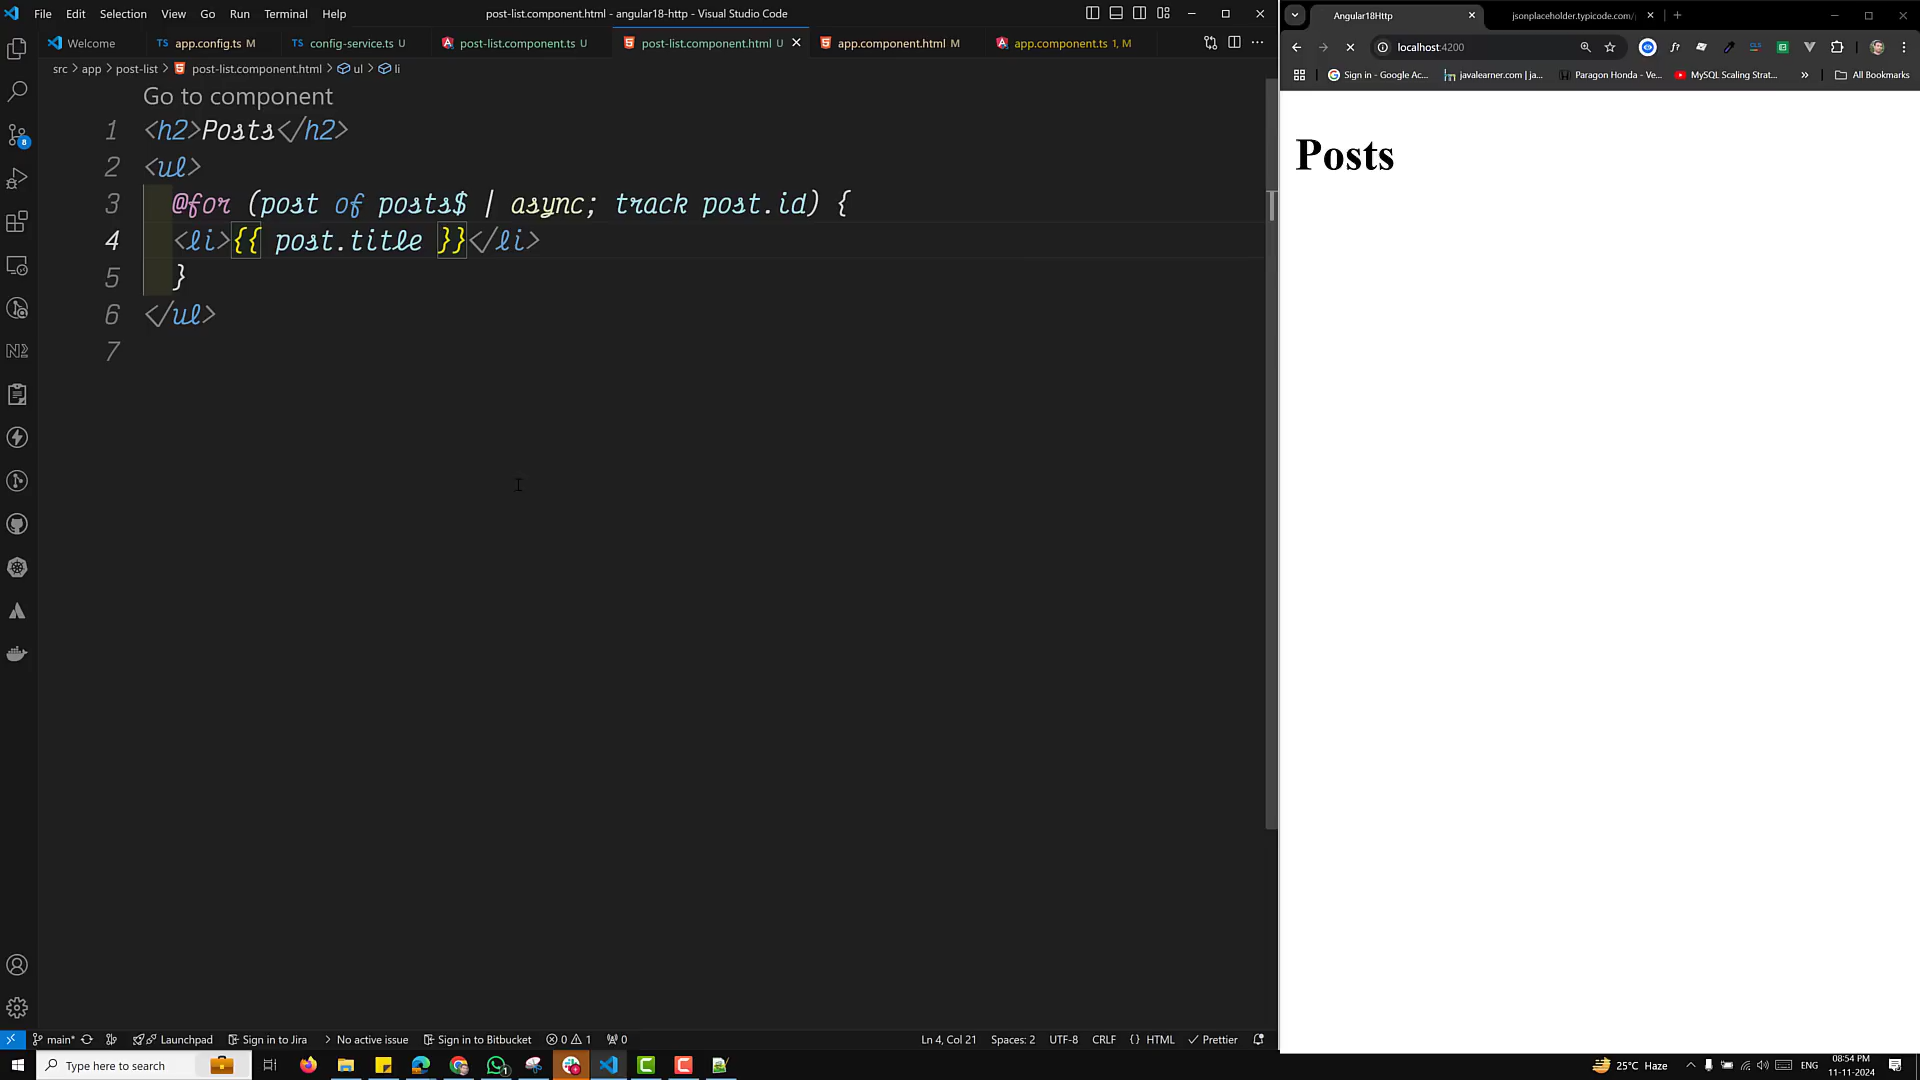 File Edit Selection View Go Run Terminal Help
post-list.component.html - angular18-http - Visual Studio Code
Welcome
TS app.config.ts M
TS config-service.ts U
post-list.component.ts U
post-list.component.html U
app.component.html M
app.component.ts 1, M
src > app > post-list > post-list.component.html > ul > li
Go to component
1 <h2>Posts</h2>
2 <ul>
3 @for (post of posts$ | async; track post.id) {
4 <li>{{ post.title }}</li>
5 }
6 </ul>
7
8
N2
main* Launchpad Sign in to Jira No active issue Sign in to Bitbucket 0 1 0
Ln 4, Col 21 Spaces: 2 UTF-8 CRLF {} HTML Prettier
Angular18Http
jsonplaceholder.typicode.com/
localhost:4200
Sign in - Google Ac...
javalearner.com | ja...
Paragon Honda - Ve...
MySQL Scaling Strat...
»
All Bookmarks
Posts
Type here to search
25°C Haze
ENG
08:54 PM
11-11-2024